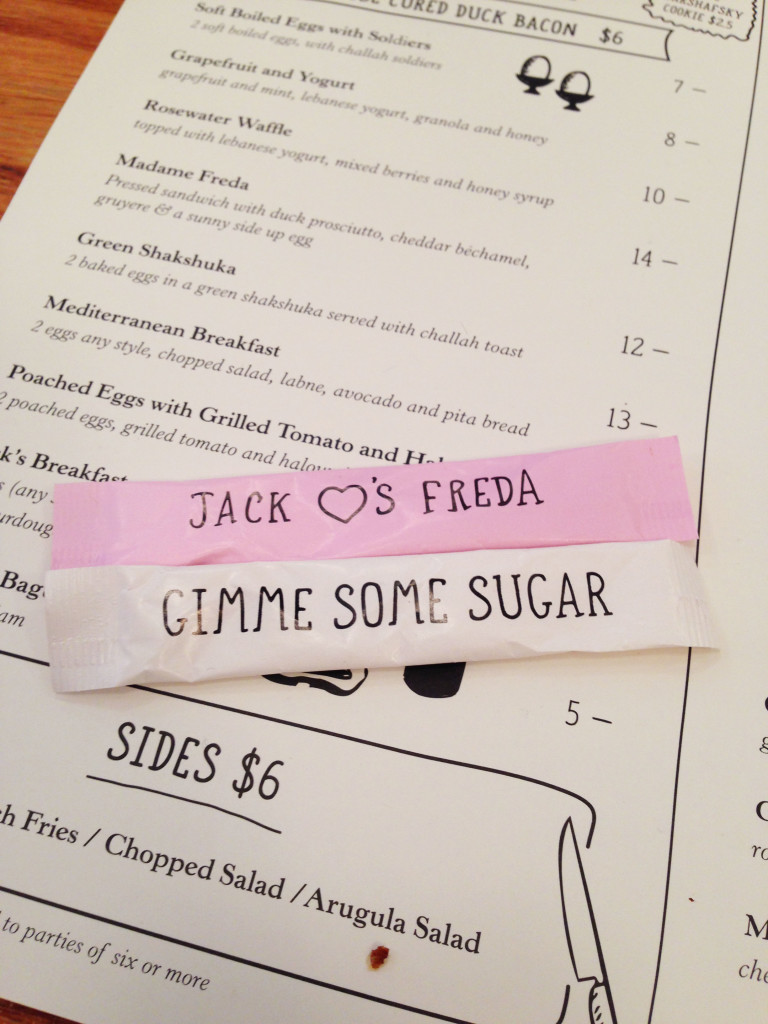 CURED DUCK BACON $6
COOKIE $2.5
Soft Boiled Eggs with Soldiers
2 soft boiled eggs, with challah soldiers
7 –
Grapefruit and Yogurt
grapefruit and mint, lebanese yogurt, granola and honey
8 –
Rosewater Waffle
topped with lebanese yogurt, mixed berries and honey syrup
10 –
Madame Freda
Pressed sandwich with duck prosciutto, cheddar béchamel,
gruyere & a sunny side up egg
14 –
Green Shakshuka
2 baked eggs in a green shakshuka served with challah toast
12 –
Mediterranean Breakfast
2 eggs any style, chopped salad, labne, avocado and pita bread
13 –
Poached Eggs with Grilled Tomato and
2 poached eggs, grilled tomato and
k's Breakfast
(any
JACK ♡'S FREDA
GIMME SOME SUGAR
5 –
SIDES $6
Fries / Chopped Salad / Arugula Salad
to parties of six or more